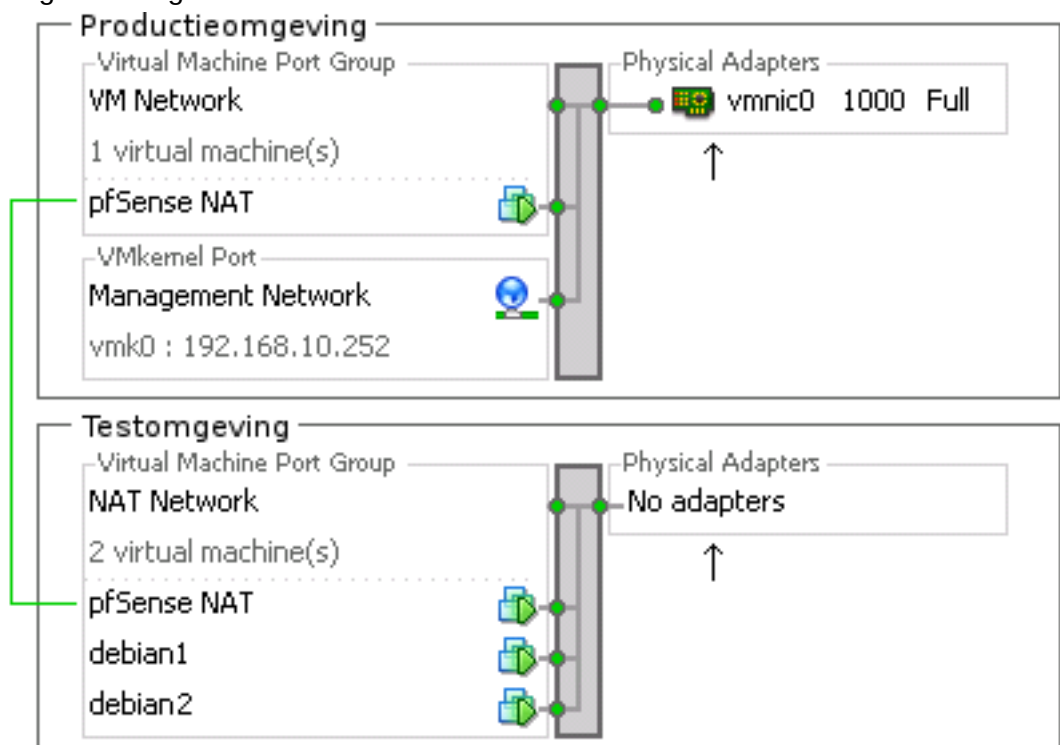 Productieomgeving
Virtual Machine Port Group
Physical Adapters
VM Network
vmnic0 1000 Full
1 virtual machine(s)
pfSense NAT
VMkernel Port
Management Network
vmk0 : 192.168.10.252
Testomgeving
Virtual Machine Port Group
Physical Adapters
NAT Network
No adapters
2 virtual machine(s)
pfSense NAT
debian1
debian2